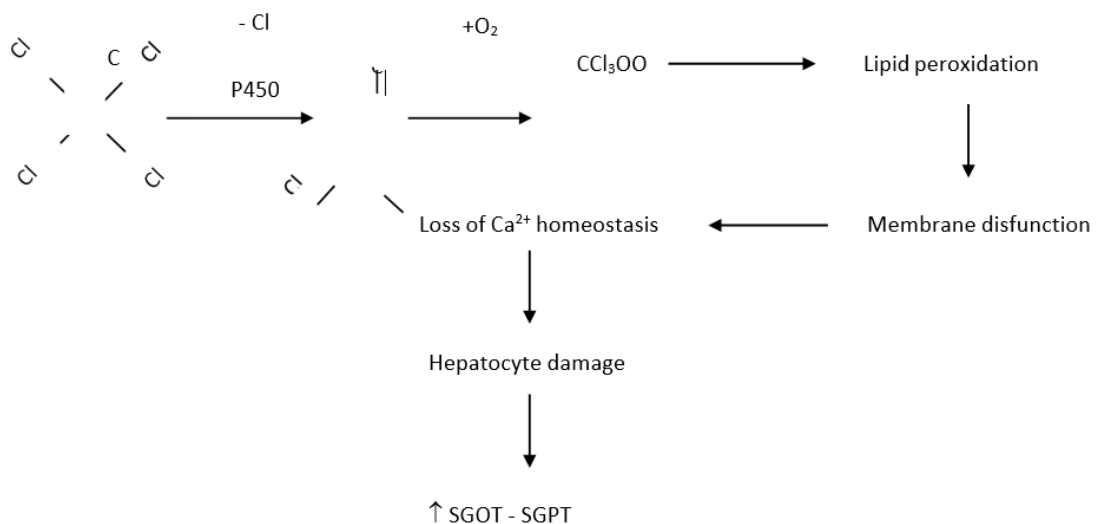 - Cl
+O₂
Cl
C
Cl
CCl₃OO
Lipid peroxidation
P450
Cl
Cl
Cl
Loss of Ca²⁺ homeostasis
Membrane disfunction
Hepatocyte damage
↑ SGOT - SGPT